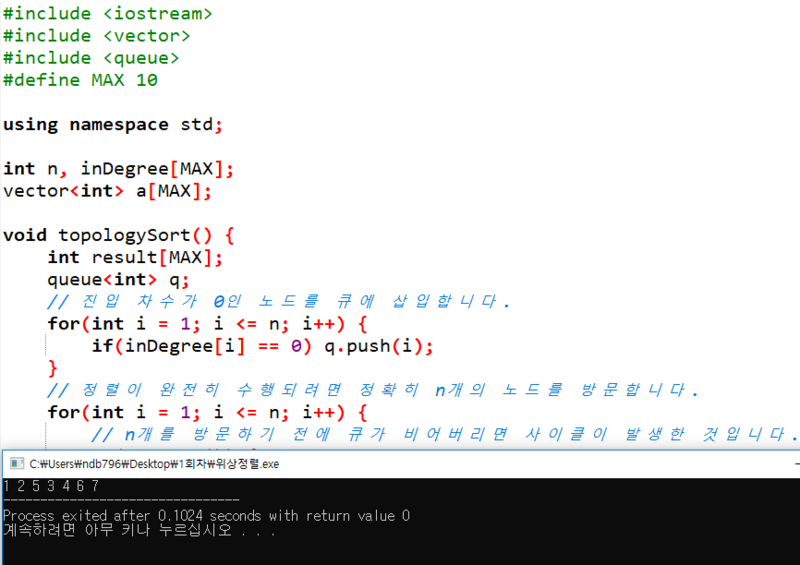 #include <iostream>
#include <vector>
#include <queue>
#define MAX 10
using namespace std;
int n, inDegree[MAX];
vector<int> a[MAX];
void topologySort() {
int result[MAX];
queue<int> q;
// 진입 차수가 0인 노드를 큐에 삽입합니다.
for(int i = 1; i <= n; i++) {
if(inDegree[i] == 0) q.push(i);
}
// 정렬이 완전히 수행되려면 정확히 n개의 노드를 방문합니다.
for(int i = 1; i <= n; i++) {
// n개를 방문하기 전에 큐가 비어버리면 사이클이 발생한 것입니다.
C:₩Users₩ndb796₩Desktop₩1회차₩위상정렬.exe
1 2 5 3 4 6 7
--------------------------------
Process exited after 0.1024 seconds with return value 0
계속하려면 아무 키나 누르십시오 . . .